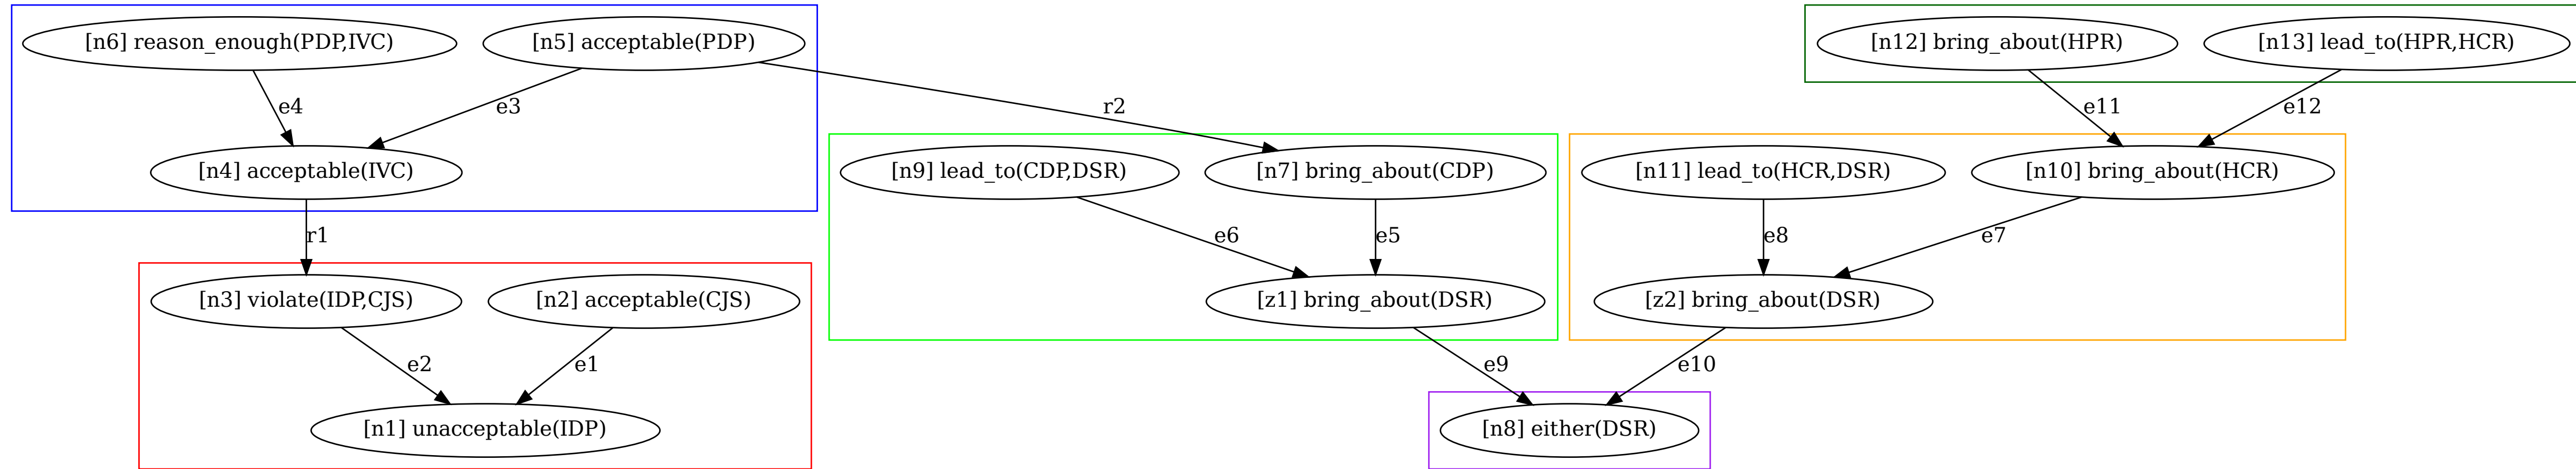 [n6] reason_enough(PDP,IVC)
[n5] acceptable(PDP)
[n12] bring_about(HPR)
[n13] lead_to(HPR,HCR)
e4
e3
r2
e11
e12
[n4] acceptable(IVC)
[n9] lead_to(CDP,DSR)
[n7] bring_about(CDP)
[n11] lead_to(HCR,DSR)
[n10] bring_about(HCR)
r1
e6
e5
e8
e7
[n3] violate(IDP,CJS)
[n2] acceptable(CJS)
[z1] bring_about(DSR)
[z2] bring_about(DSR)
e2
e1
e9
e10
[n1] unacceptable(IDP)
[n8] either(DSR)